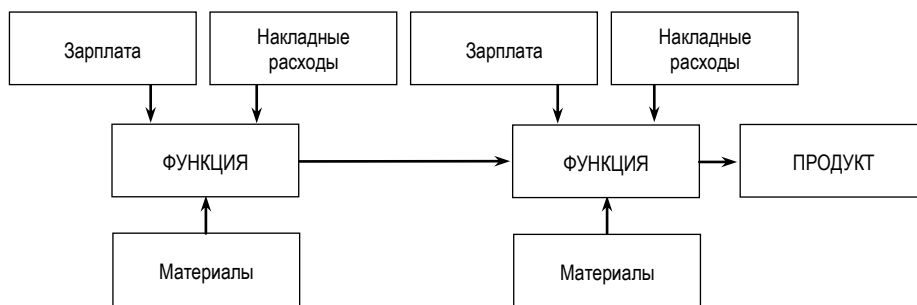 Зарплата
Накладные
расходы
Зарплата
Накладные
расходы
ФУНКЦИЯ
ФУНКЦИЯ
ПРОДУКТ
Материалы
Материалы